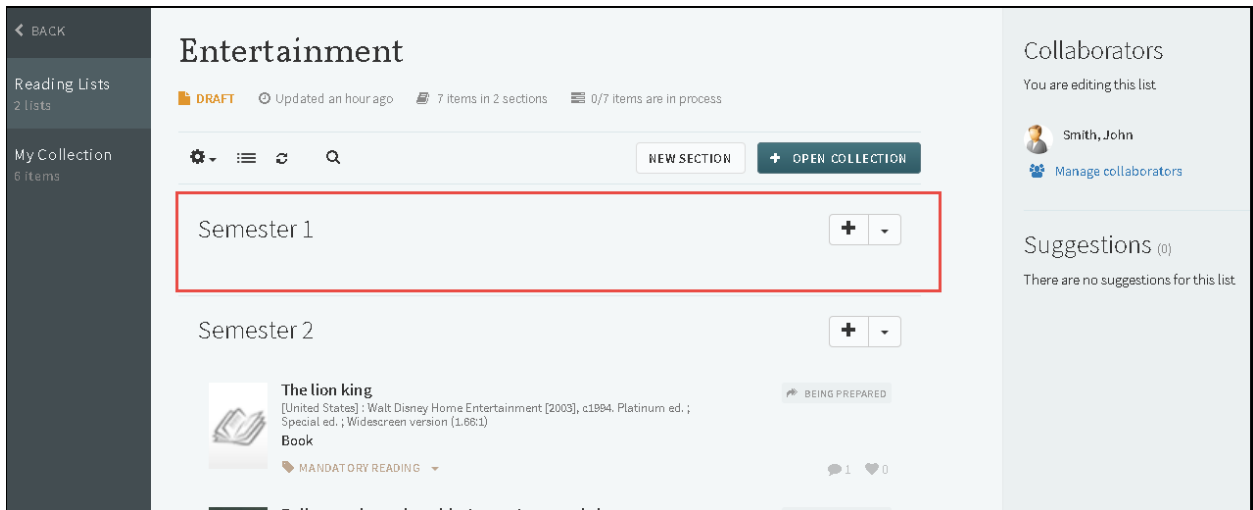 BACK
Reading Lists
2 lists
My Collection
6 items
Entertainment
DRAFT Updated an hour ago 7 items in 2 sections 0/7 items are in process
NEW SECTION + OPEN COLLECTION
Semester 1
Semester 2
The lion king
[United States] : Walt Disney Home Entertainment [2003], c1994. Platinum ed. ;
Special ed. ; Widescreen version (1.66:1)
Book
BEING PREPARED
MANDATORY READING
1 0
Collaborators
You are editing this list
Smith, John
Manage collaborators
Suggestions (0)
There are no suggestions for this list